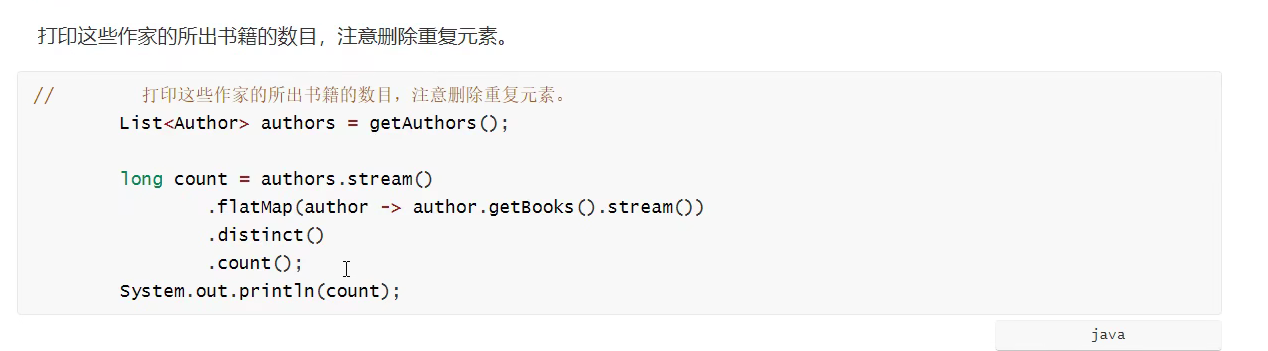 打印这些作家的所出书籍的数目，注意删除重复元素。
// 打印这些作家的所出书籍的数目，注意删除重复元素。
List<Author> authors = getAuthors();
long count = authors.stream()
.flatMap(author -> author.getBooks().stream())
.distinct()
.count();
System.out.println(count);
java